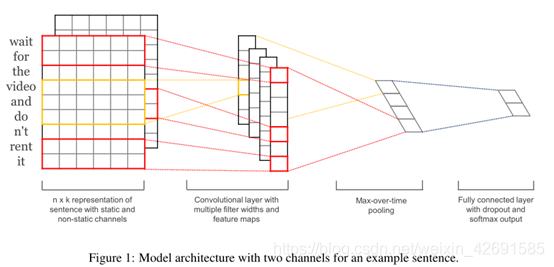 wait
for
the
video
and
do
n't
rent
it
n x k representation of
sentence with static and
non-static channels
Convolutional layer with
multiple filter widths and
feature maps
Max-over-time
pooling
Fully connected layer
with dropout and
softmax output
https://blog.csdn.net/weixin_42691585
Figure 1: Model architecture with two channels for an example sentence.